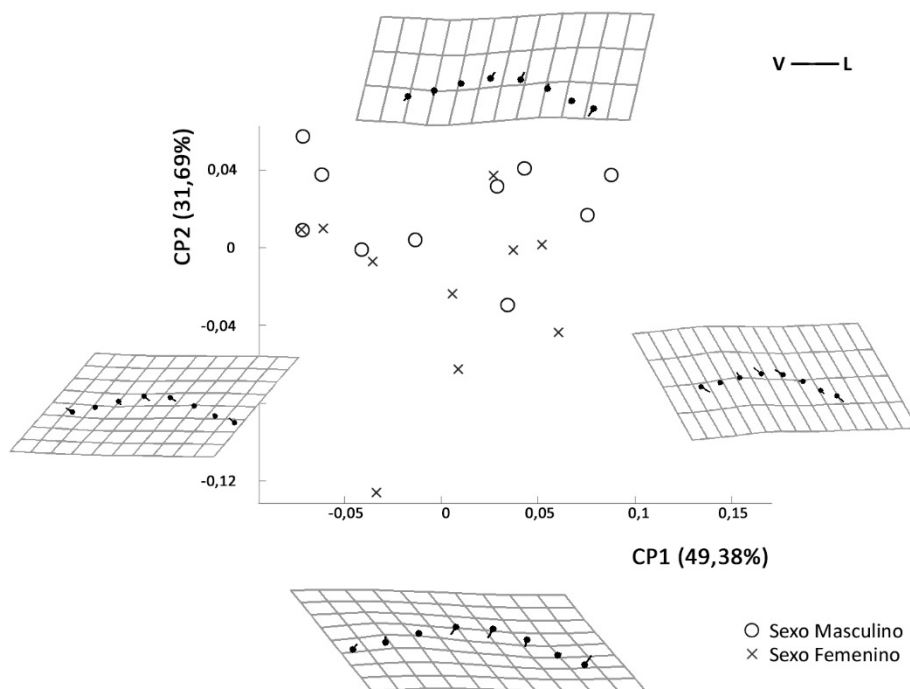 V — L
CP2 (31,69%)
0,04
0
-0,04
-0,12
-0,05
0
0,05
0,1
0,15
CP1 (49,38%)
Sexo Masculino
Sexo Femenino